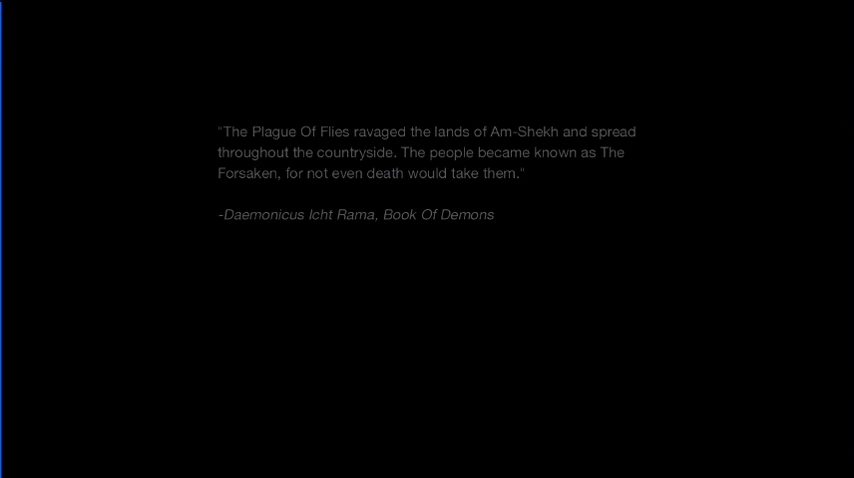 "The Plague Of Flies ravaged the lands of Am-Shekh and spread
throughout the countryside. The people became known as The
Forsaken, for not even death would take them."
-Daemonicus Icht Rama, Book Of Demons